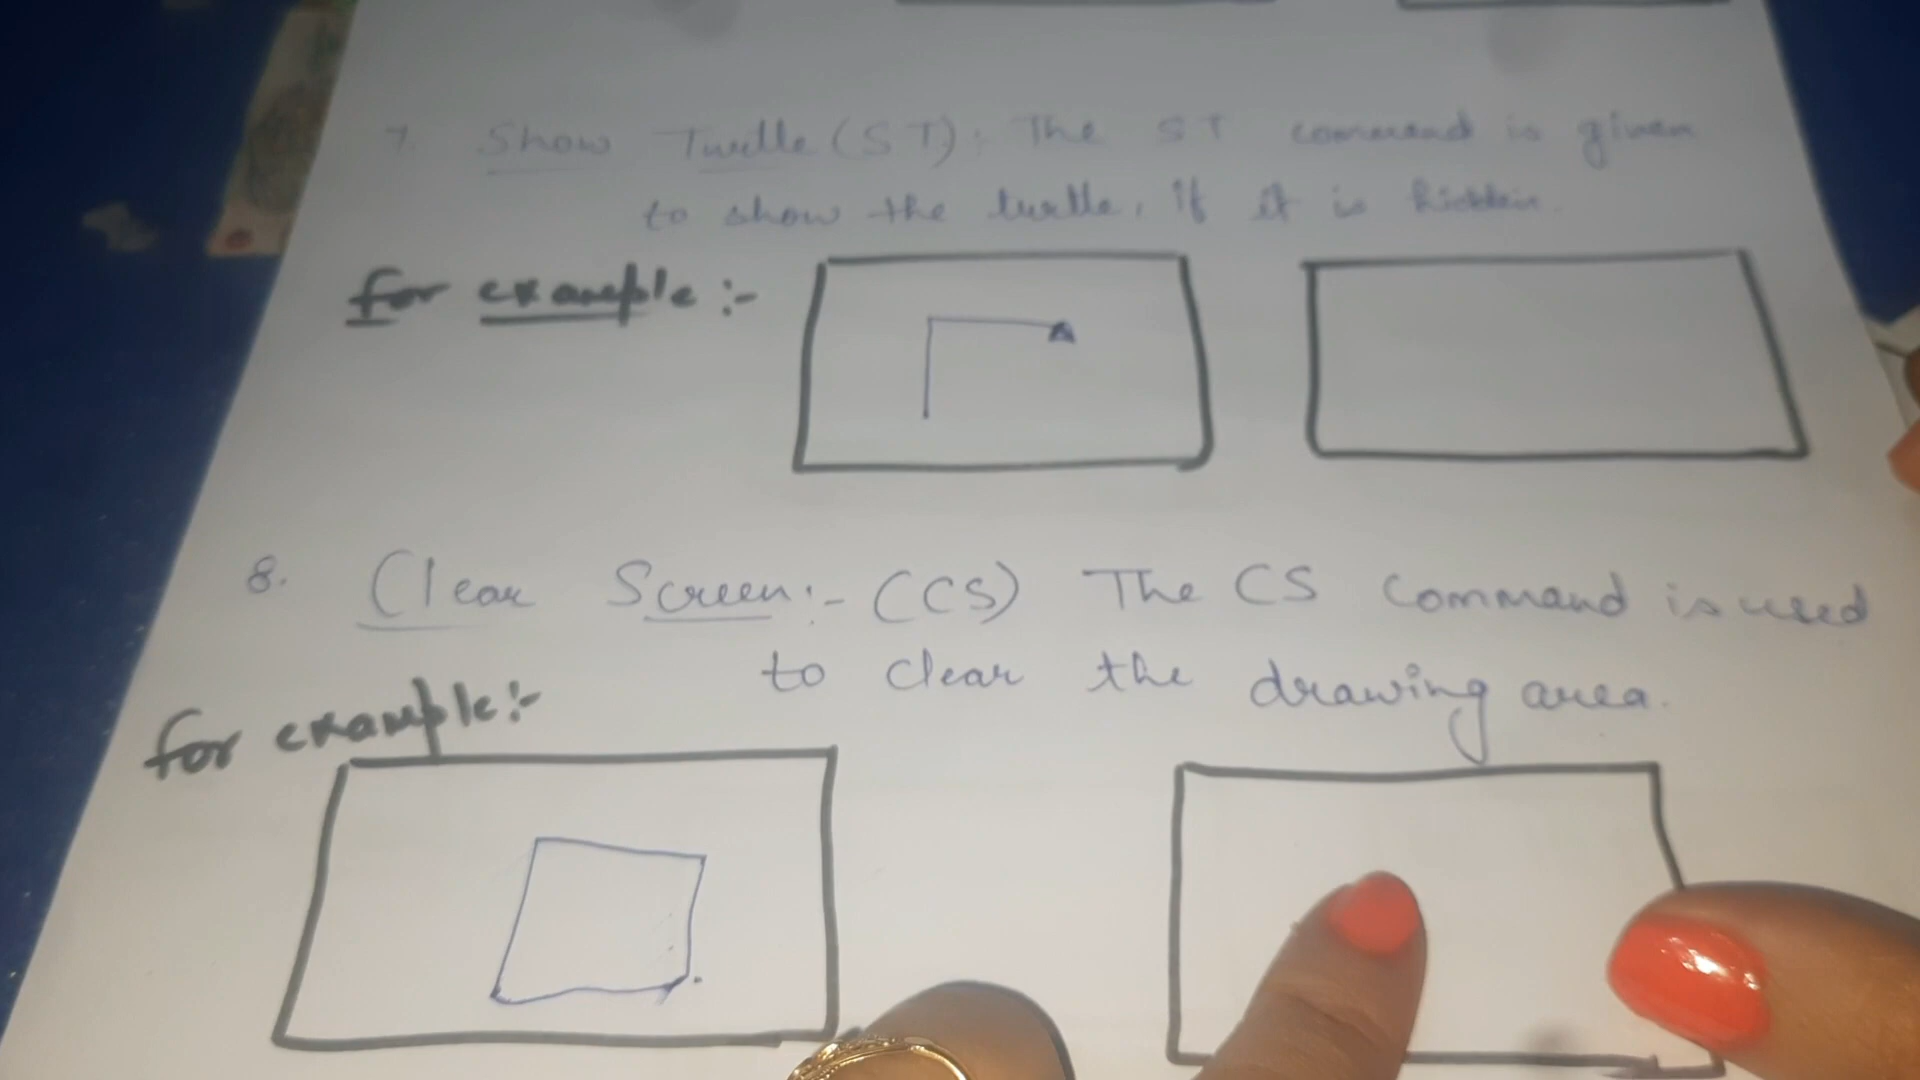 7. Show Turtle (ST): The ST command is given
to show the turtle, if it is hidden.
for example :-
8. Clear Screen :- (CS) The CS Command is used
to clear the drawing area.
for example :-